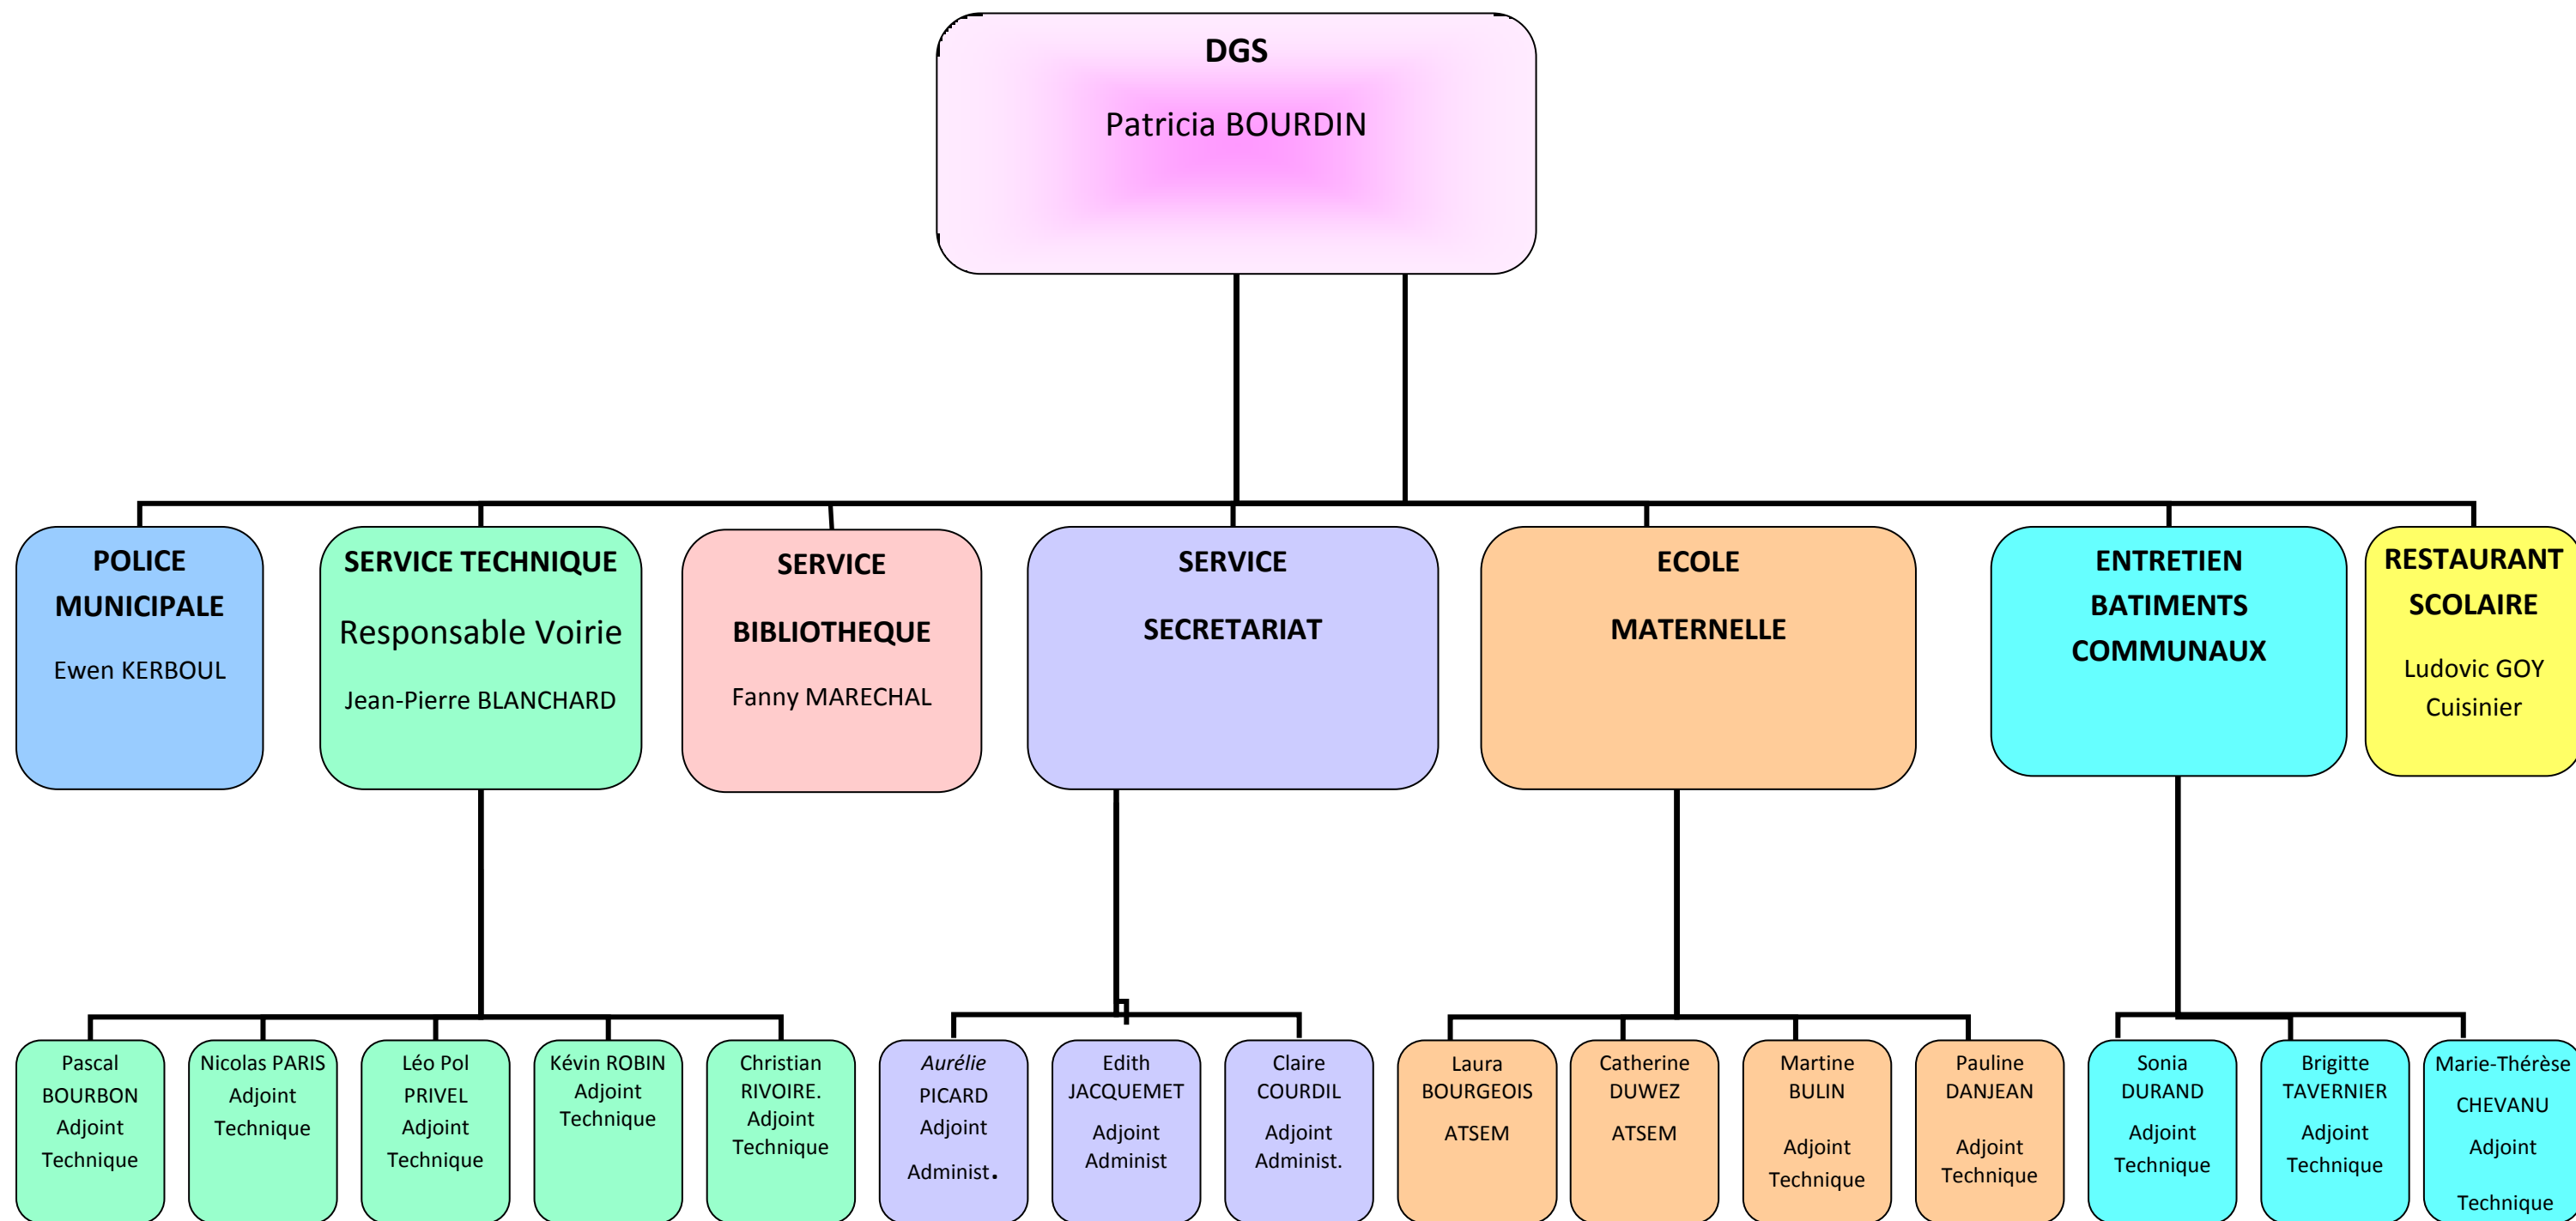 DGS
Patricia BOURDIN
POLICE
MUNICIPALE
Ewen KERBOUL
SERVICE TECHNIQUE
Responsable Voirie
Jean-Pierre BLANCHARD
SERVICE
BIBLIOTHEQUE
Fanny MARECHAL
SERVICE
SECRETARIAT
ECOLE
MATERNELLE
ENTRETIEN
BATIMENTS
COMMUNAUX
RESTAURANT
SCOLAIRE
Ludovic GOY
Cuisinier
Pascal
BOURBON
Adjoint
Technique
Nicolas PARIS
Adjoint
Technique
Léo Pol
PRIVEL
Adjoint
Technique
Kévin ROBIN
Adjoint
Technique
Christian
RIVOIRE.
Adjoint
Technique
Aurélie
PICARD
Adjoint
Administ.
Edith
JACQUEMET
Adjoint
Administ
Claire
COURDIL
Adjoint
Administ.
Laura
BOURGEOIS
ATSEM
Catherine
DUWEZ
ATSEM
Martine
BULIN
Adjoint
Technique
Pauline
DANJEAN
Adjoint
Technique
Sonia
DURAND
Adjoint
Technique
Brigitte
TAVERNIER
Adjoint
Technique
Marie-Thérèse
CHEVANU
Adjoint
Technique